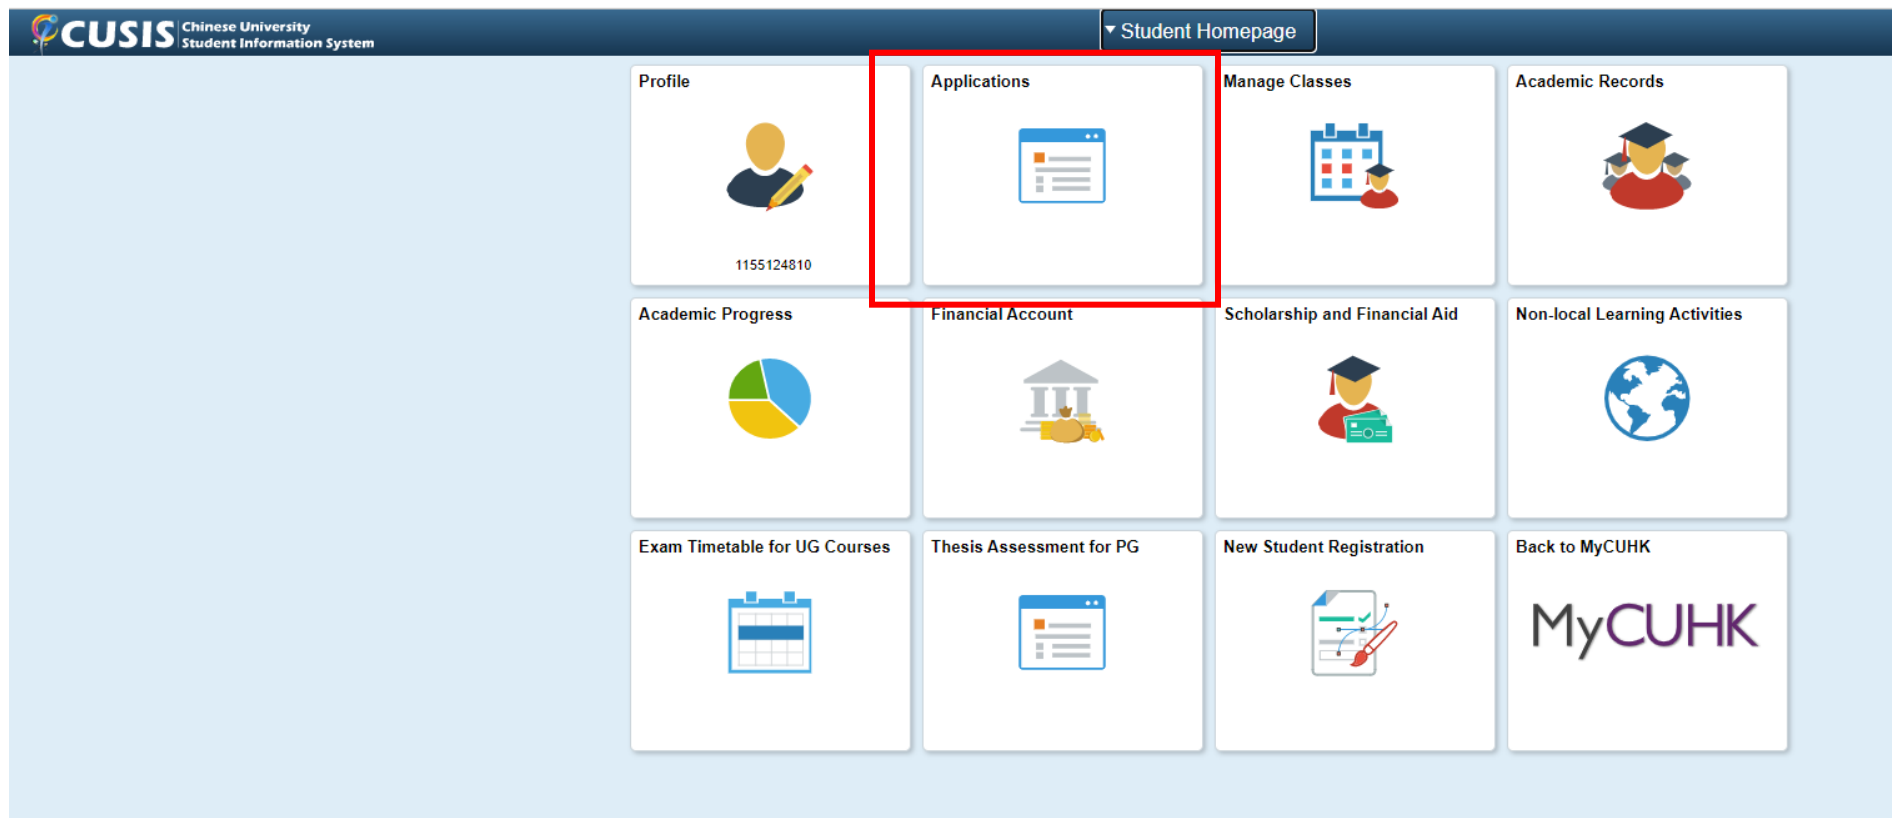 CUSIS Chinese University
Student Information System
Student Homepage
Profile
Applications
Manage Classes
Academic Records
1155124810
Academic Progress
Financial Account
Scholarship and Financial Aid
Non-local Learning Activities
Exam Timetable for UG Courses
Thesis Assessment for PG
New Student Registration
Back to MyCUHK
MyCUHK